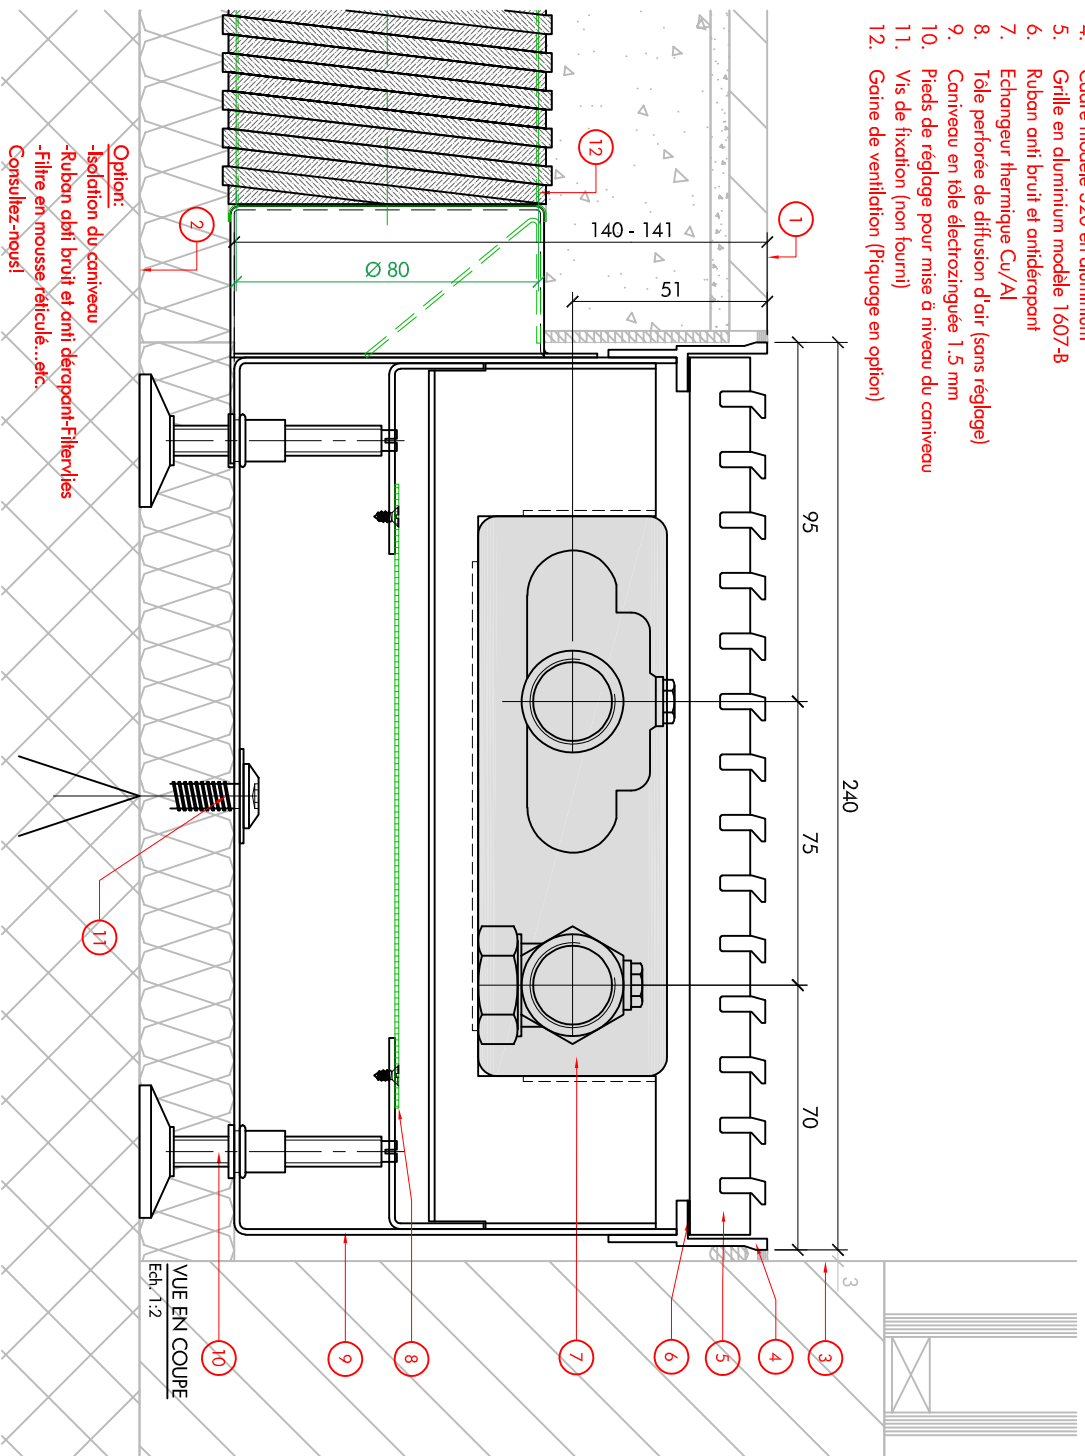 4. Cadre modèle 320 en aluminium
5. Grille en aluminium modèle 1607-B
6. Ruban anti bruit et antidérapant
7. Echangeur thermique Cu/Al
8. Tôle perforée de diffusion d'air (sans réglage)
9. Caniveau en tôle électrozinguée 1.5 mm
10. Pieds de réglage pour mise à niveau du caniveau
11. Vis de fixation (non fourni)
12. Gaine de ventilation (Piquage en option)
12
1
2
140 - 141
Ø 80
51
95
75
70
240
3
Option:
-Isolation du caniveau
-Ruban abti bruit et anti dérapant-Filtervlies
-Filtre en mousse réticulé...etc.
Consultez-nous!
11
3
4
5
6
7
8
9
10
VUE EN COUPE
Ech. 1:2